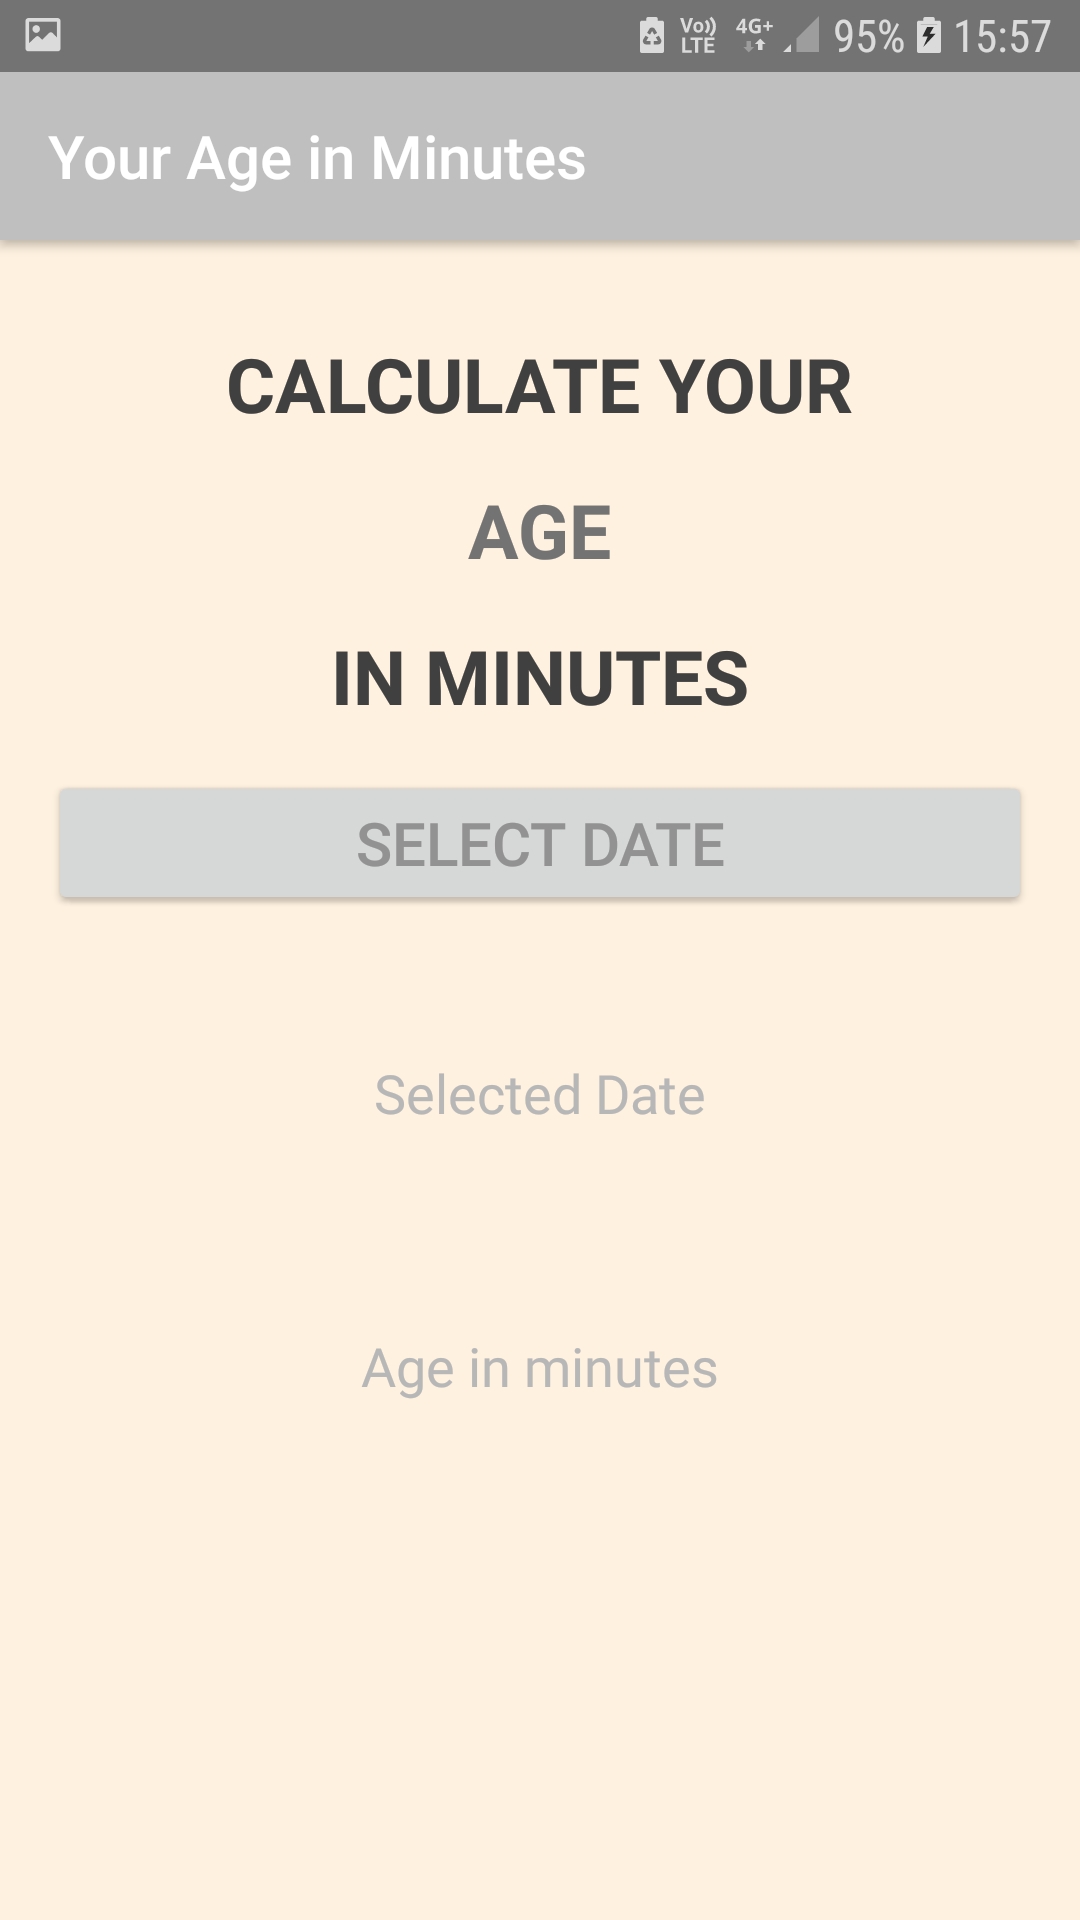 Vo)) LTE 4G+ 95% 15:57
Your Age in Minutes
CALCULATE YOUR
AGE
IN MINUTES
SELECT DATE
Selected Date
Age in minutes